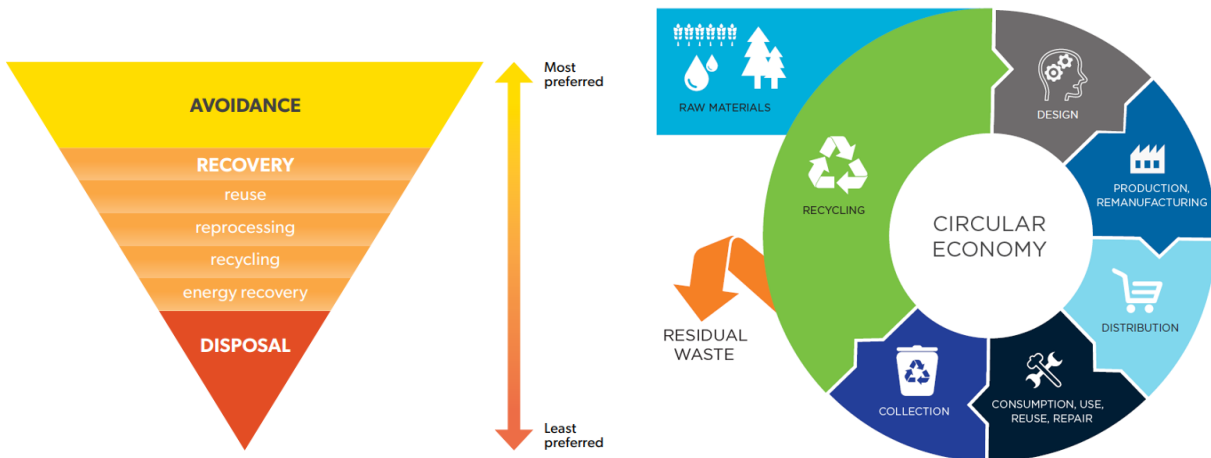 Most
preferred
AVOIDANCE
RECOVERY
reuse
reprocessing
recycling
energy recovery
DISPOSAL
Least
preferred
RAW MATERIALS
DESIGN
PRODUCTION,
REMANUFACTURING
RECYCLING
CIRCULAR
ECONOMY
DISTRIBUTION
RESIDUAL
WASTE
COLLECTION
CONSUMPTION, USE,
REUSE, REPAIR